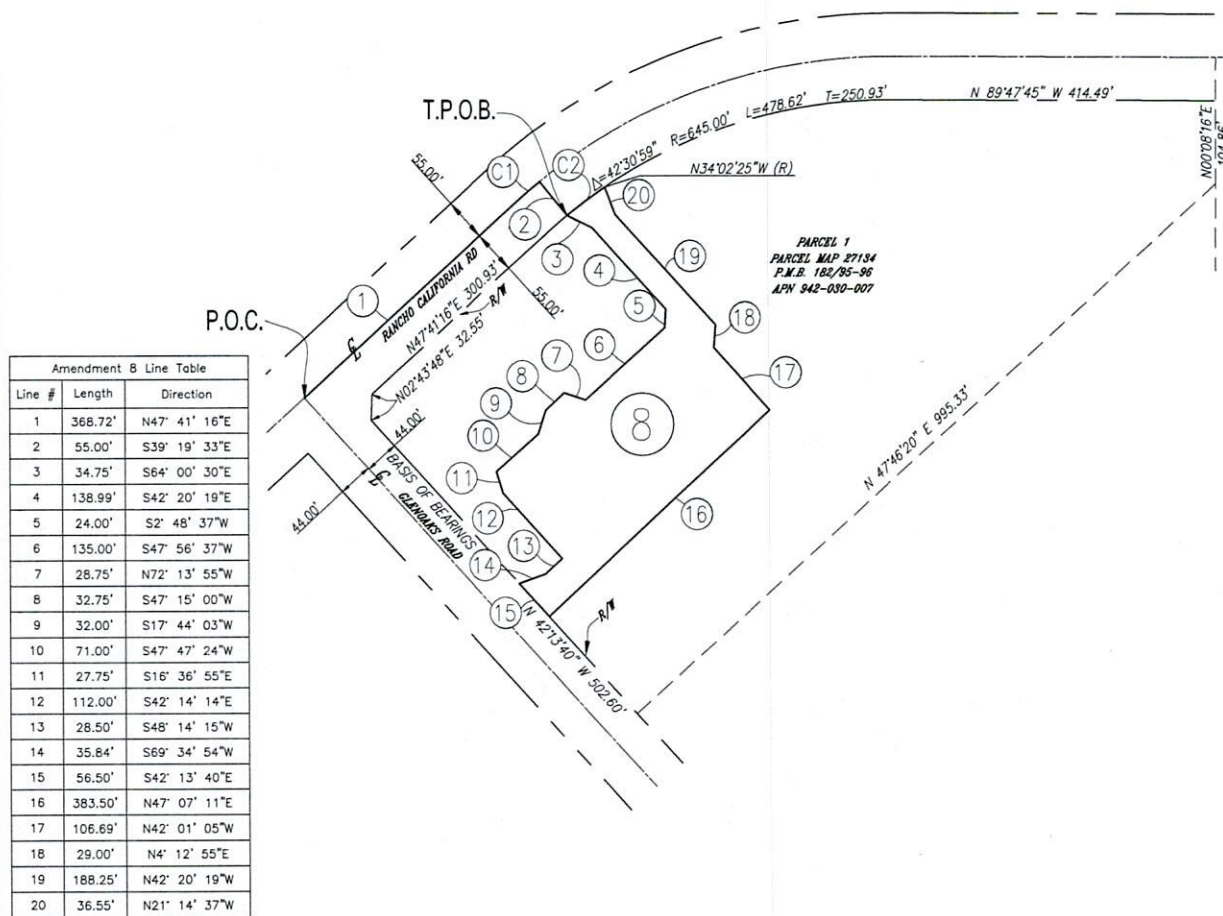 T.P.O.B.
P.O.C.
55.00'
C1
C2
Δ=42°30'59" R=645.00' L=478.62' T=250.93'
N 89°47'45" W 414.49'
N00°08'16"E
104.86'
N34°02'25"W (R)
20
2
3
19
4
PARCEL 1
PARCEL MAP 27134
P.M.B. 182/95-96
APN 942-030-007
1
RANCHO CALIFORNIA RD
N47°41'16"E 300.93'
R/W
55.00'
5
18
N02°43'48"E 32.55'
6
7
17
8
9
8
44.00'
10
N 47°46'20" E 995.33'
BASIS OF BEARINGS
11
44.00'
GLENOAKS ROAD
12
16
13
14
15
R/W
N 42°13'40" W 502.60'
Amendment 8 Line Table
Line # Length Direction
1 368.72' N47° 41' 16"E
2 55.00' S39° 19' 33"E
3 34.75' S64° 00' 30"E
4 138.99' S42° 20' 19"E
5 24.00' S2° 48' 37"W
6 135.00' S47° 56' 37"W
7 28.75' N72° 13' 55"W
8 32.75' S47° 15' 00"W
9 32.00' S17° 44' 03"W
10 71.00' S47° 47' 24"W
11 27.75' S16° 36' 55"E
12 112.00' S42° 14' 14"E
13 28.50' S48° 14' 15"W
14 35.84' S69° 34' 54"W
15 56.50' S42° 13' 40"E
16 383.50' N47° 07' 11"E
17 106.69' N42° 01' 05"W
18 29.00' N4° 12' 55"E
19 188.25' N42° 20' 19"W
20 36.55' N21° 14' 37"W